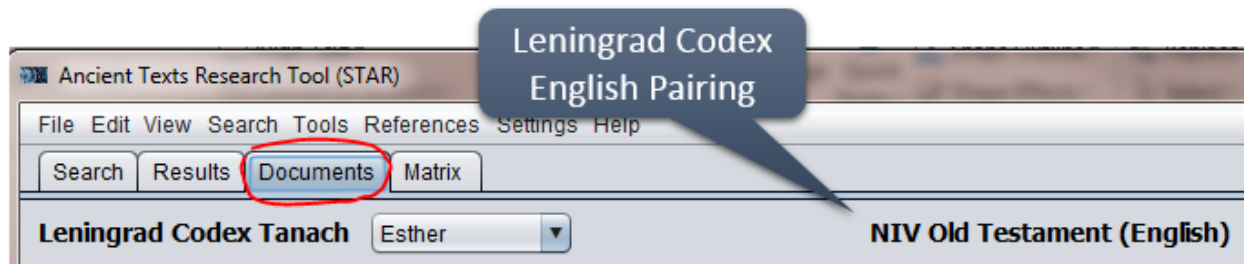 Leningrad Codex
English Pairing
Ancient Texts Research Tool (STAR)
File Edit View Search Tools References Settings Help
Search Results Documents Matrix
Leningrad Codex Tanach Esther NIV Old Testament (English)